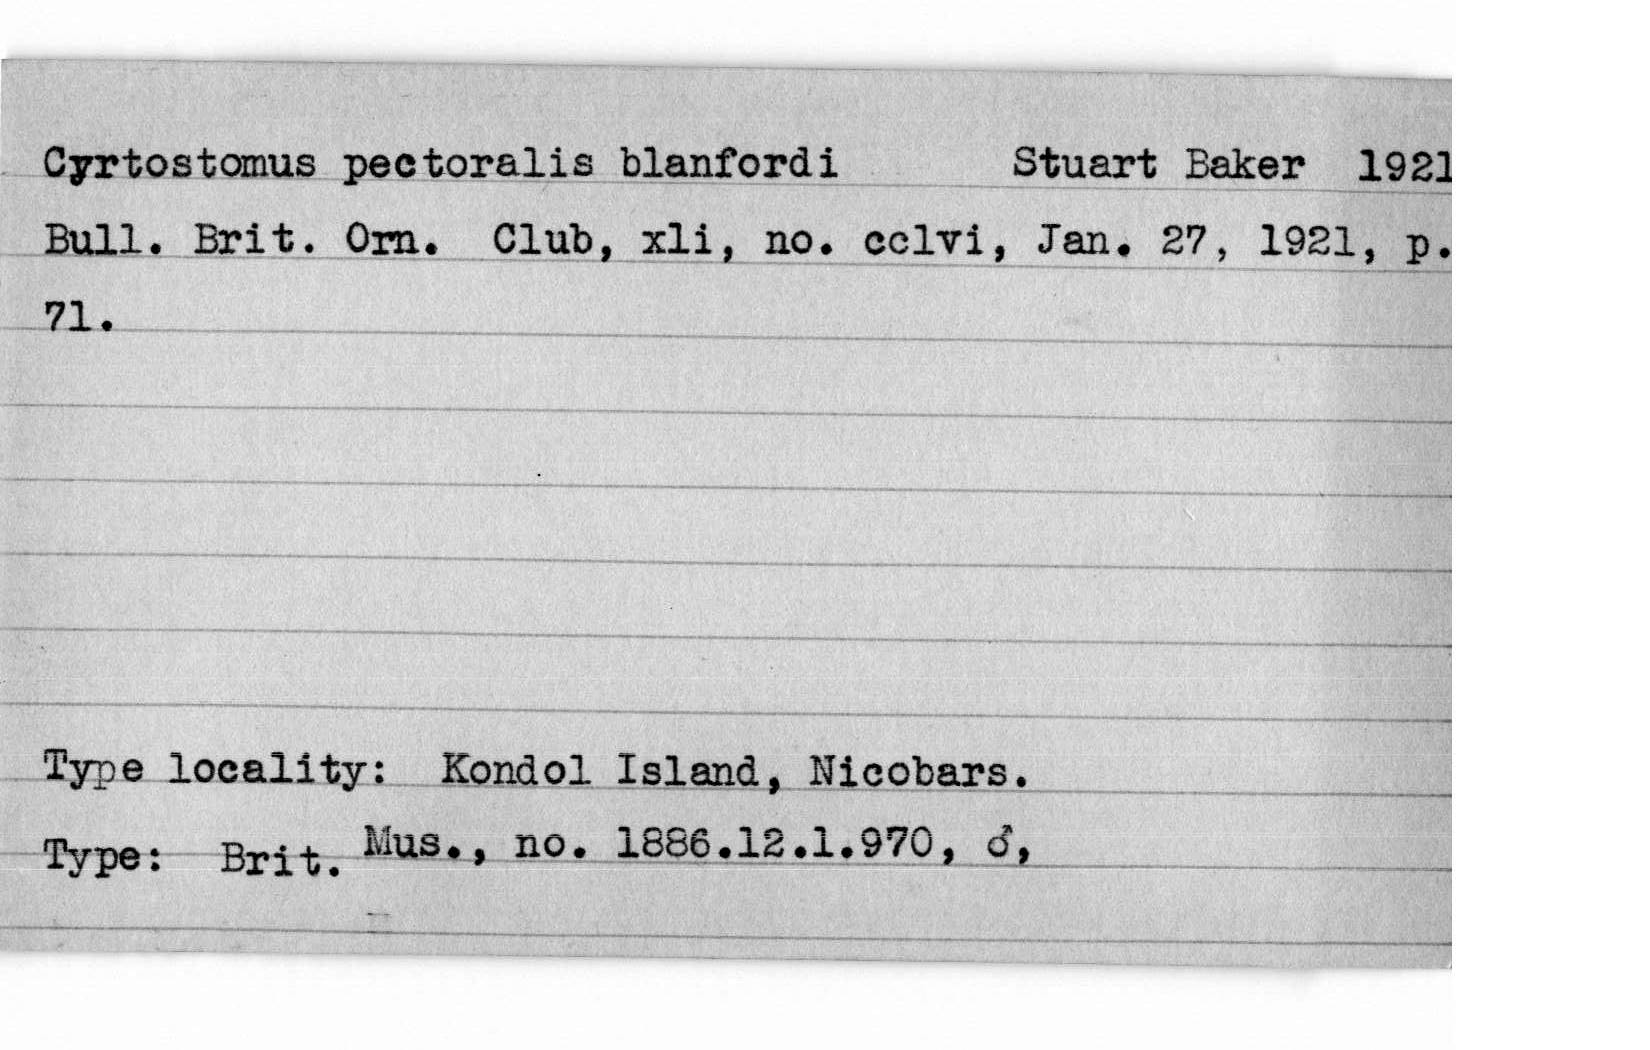 Cyrtostomus pectoralis blanfordi Stuart Baker 1921
Bull. Brit. Orn. Club, xli, no. cclvi, Jan. 27, 1921, p.
71.
Type locality: Kondol Island, Nicobars.
Type: Brit. Mus., no. 1886.12.1.970, ♂,